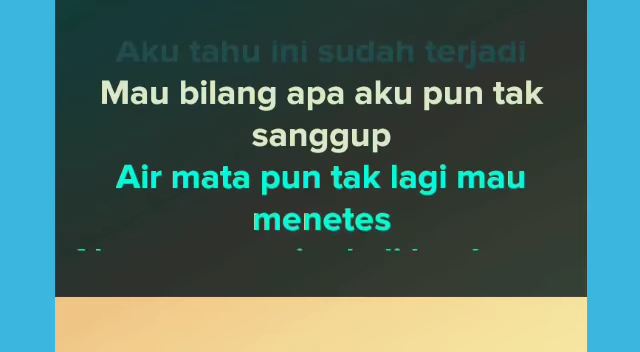 Aku tahu ini sudah terjadi
Mau bilang apa aku pun tak
sanggup
Air mata pun tak lagi mau
menetes